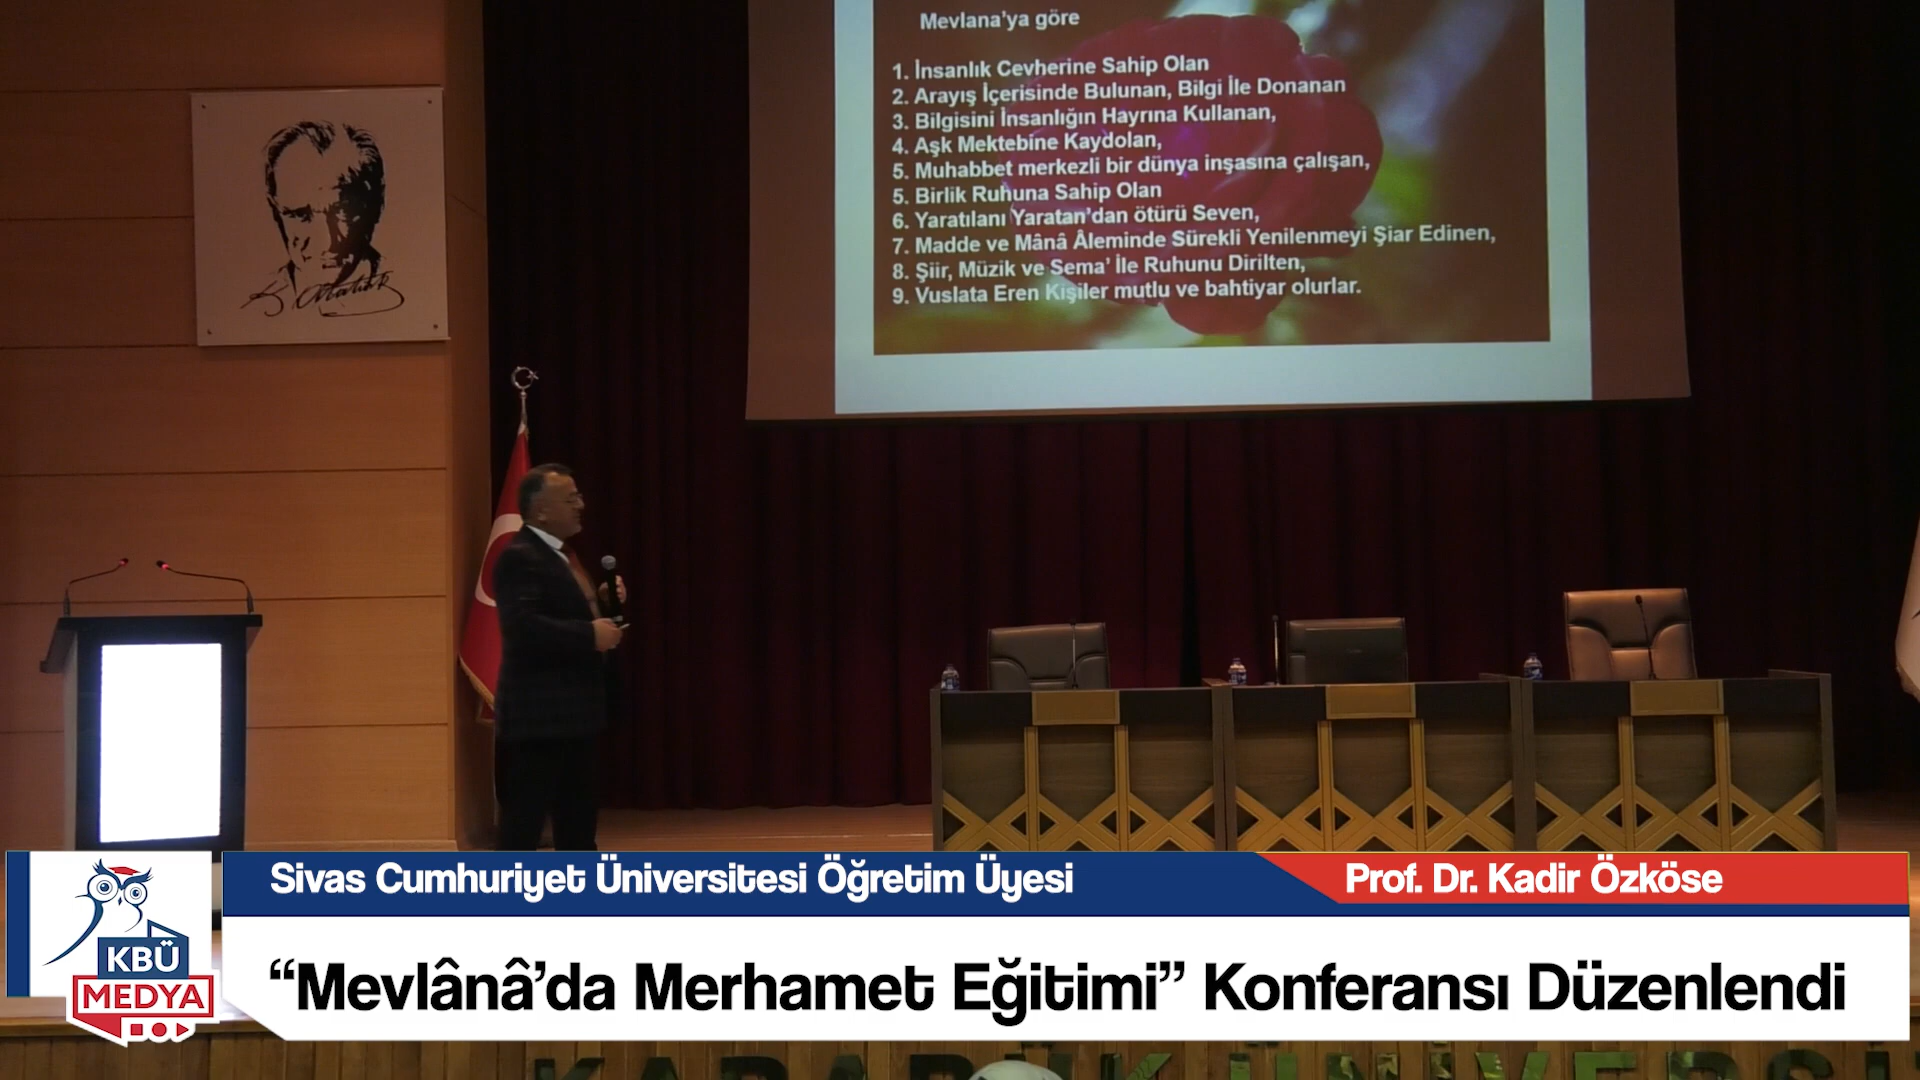 Mevlana'ya göre
1. İnsanlık Cevherine Sahip Olan
2. Arayış İçerisinde Bulunan, Bilgi İle Donanan
3. Bilgisini İnsanlığın Hayrına Kullanan,
4. Aşk Mektebine Kaydolan,
5. Muhabbet merkezli bir dünya inşasına çalışan,
5. Birlik Ruhuna Sahip Olan
6. Yaratılanı Yaratan'dan ötürü Seven,
7. Madde ve Mânâ Âleminde Sürekli Yenilenmeyi Şiar Edinen,
8. Şiir, Müzik ve Sema' İle Ruhunu Dirilten,
9. Vuslata Eren Kişiler mutlu ve bahtiyar olurlar.
K. Atatürk
Sivas Cumhuriyet Üniversitesi Öğretim Üyesi
Prof. Dr. Kadir Özköse
KBÜ
MEDYA
“Mevlânâ’da Merhamet Eğitimi” Konferansı Düzenlendi